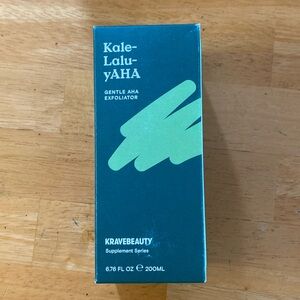 Kale-
Lalu-
yAHA
GENTLE AHA
EXFOLIATOR
KRAVEBEAUTY
Supplement Series
6.76 FL OZ ℮ 200ML